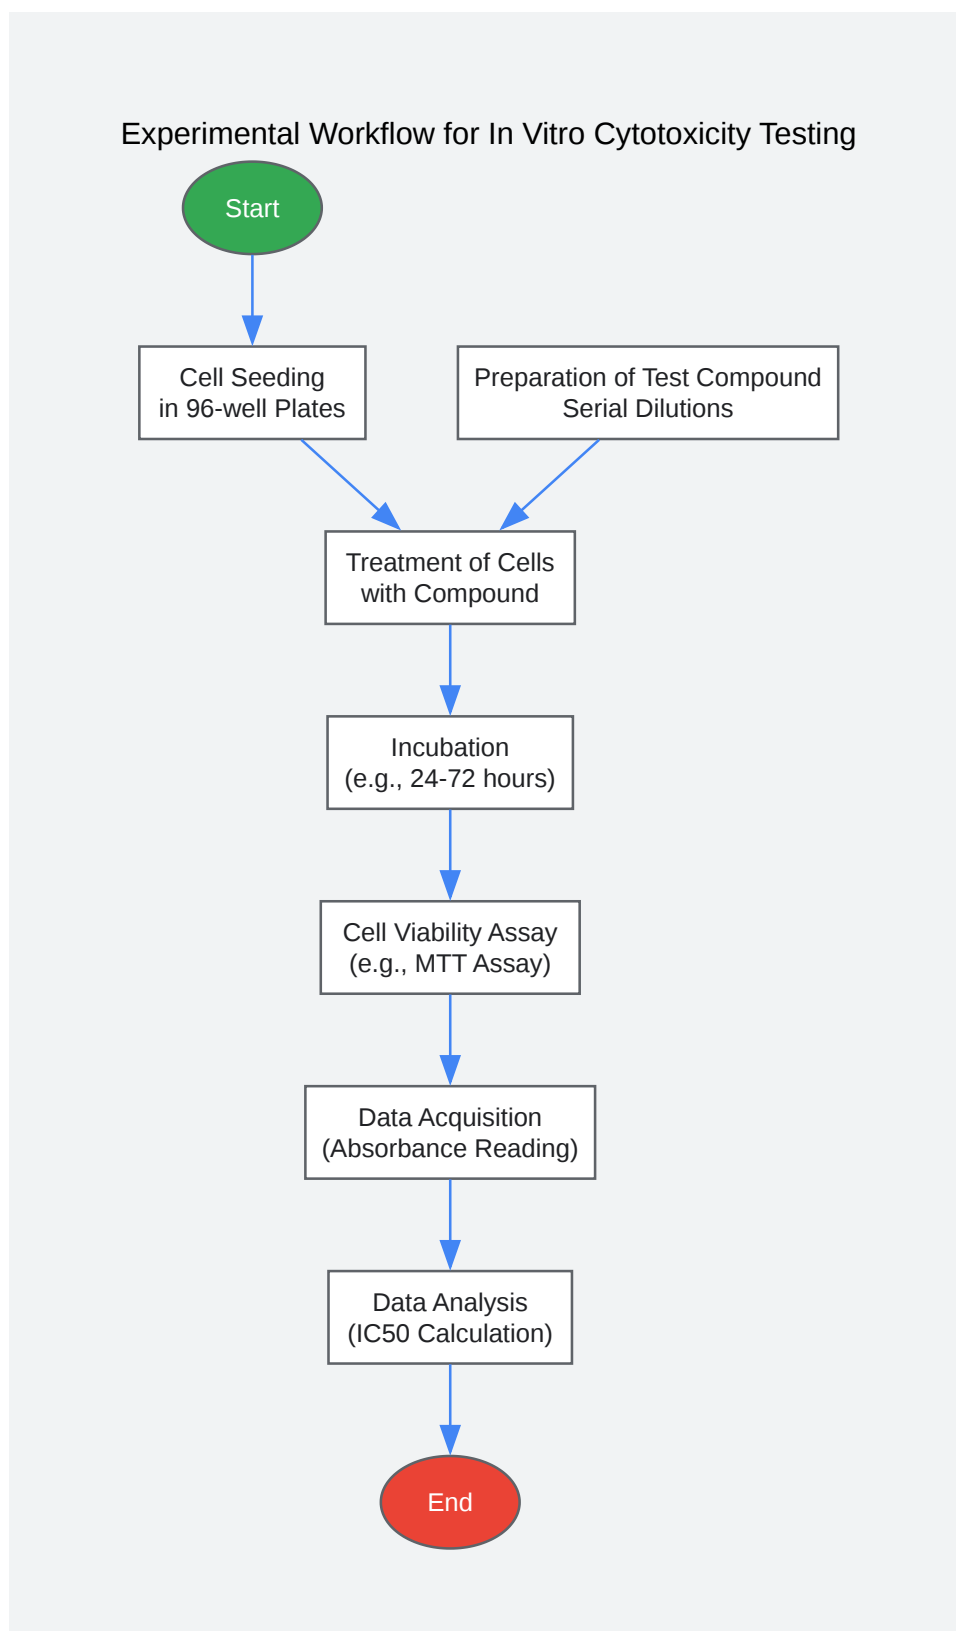 Experimental Workflow for In Vitro Cytotoxicity Testing
Start
Cell Seeding
in 96-well Plates
Preparation of Test Compound
Serial Dilutions
Treatment of Cells
with Compound
Incubation
(e.g., 24-72 hours)
Cell Viability Assay
(e.g., MTT Assay)
Data Acquisition
(Absorbance Reading)
Data Analysis
(IC50 Calculation)
End